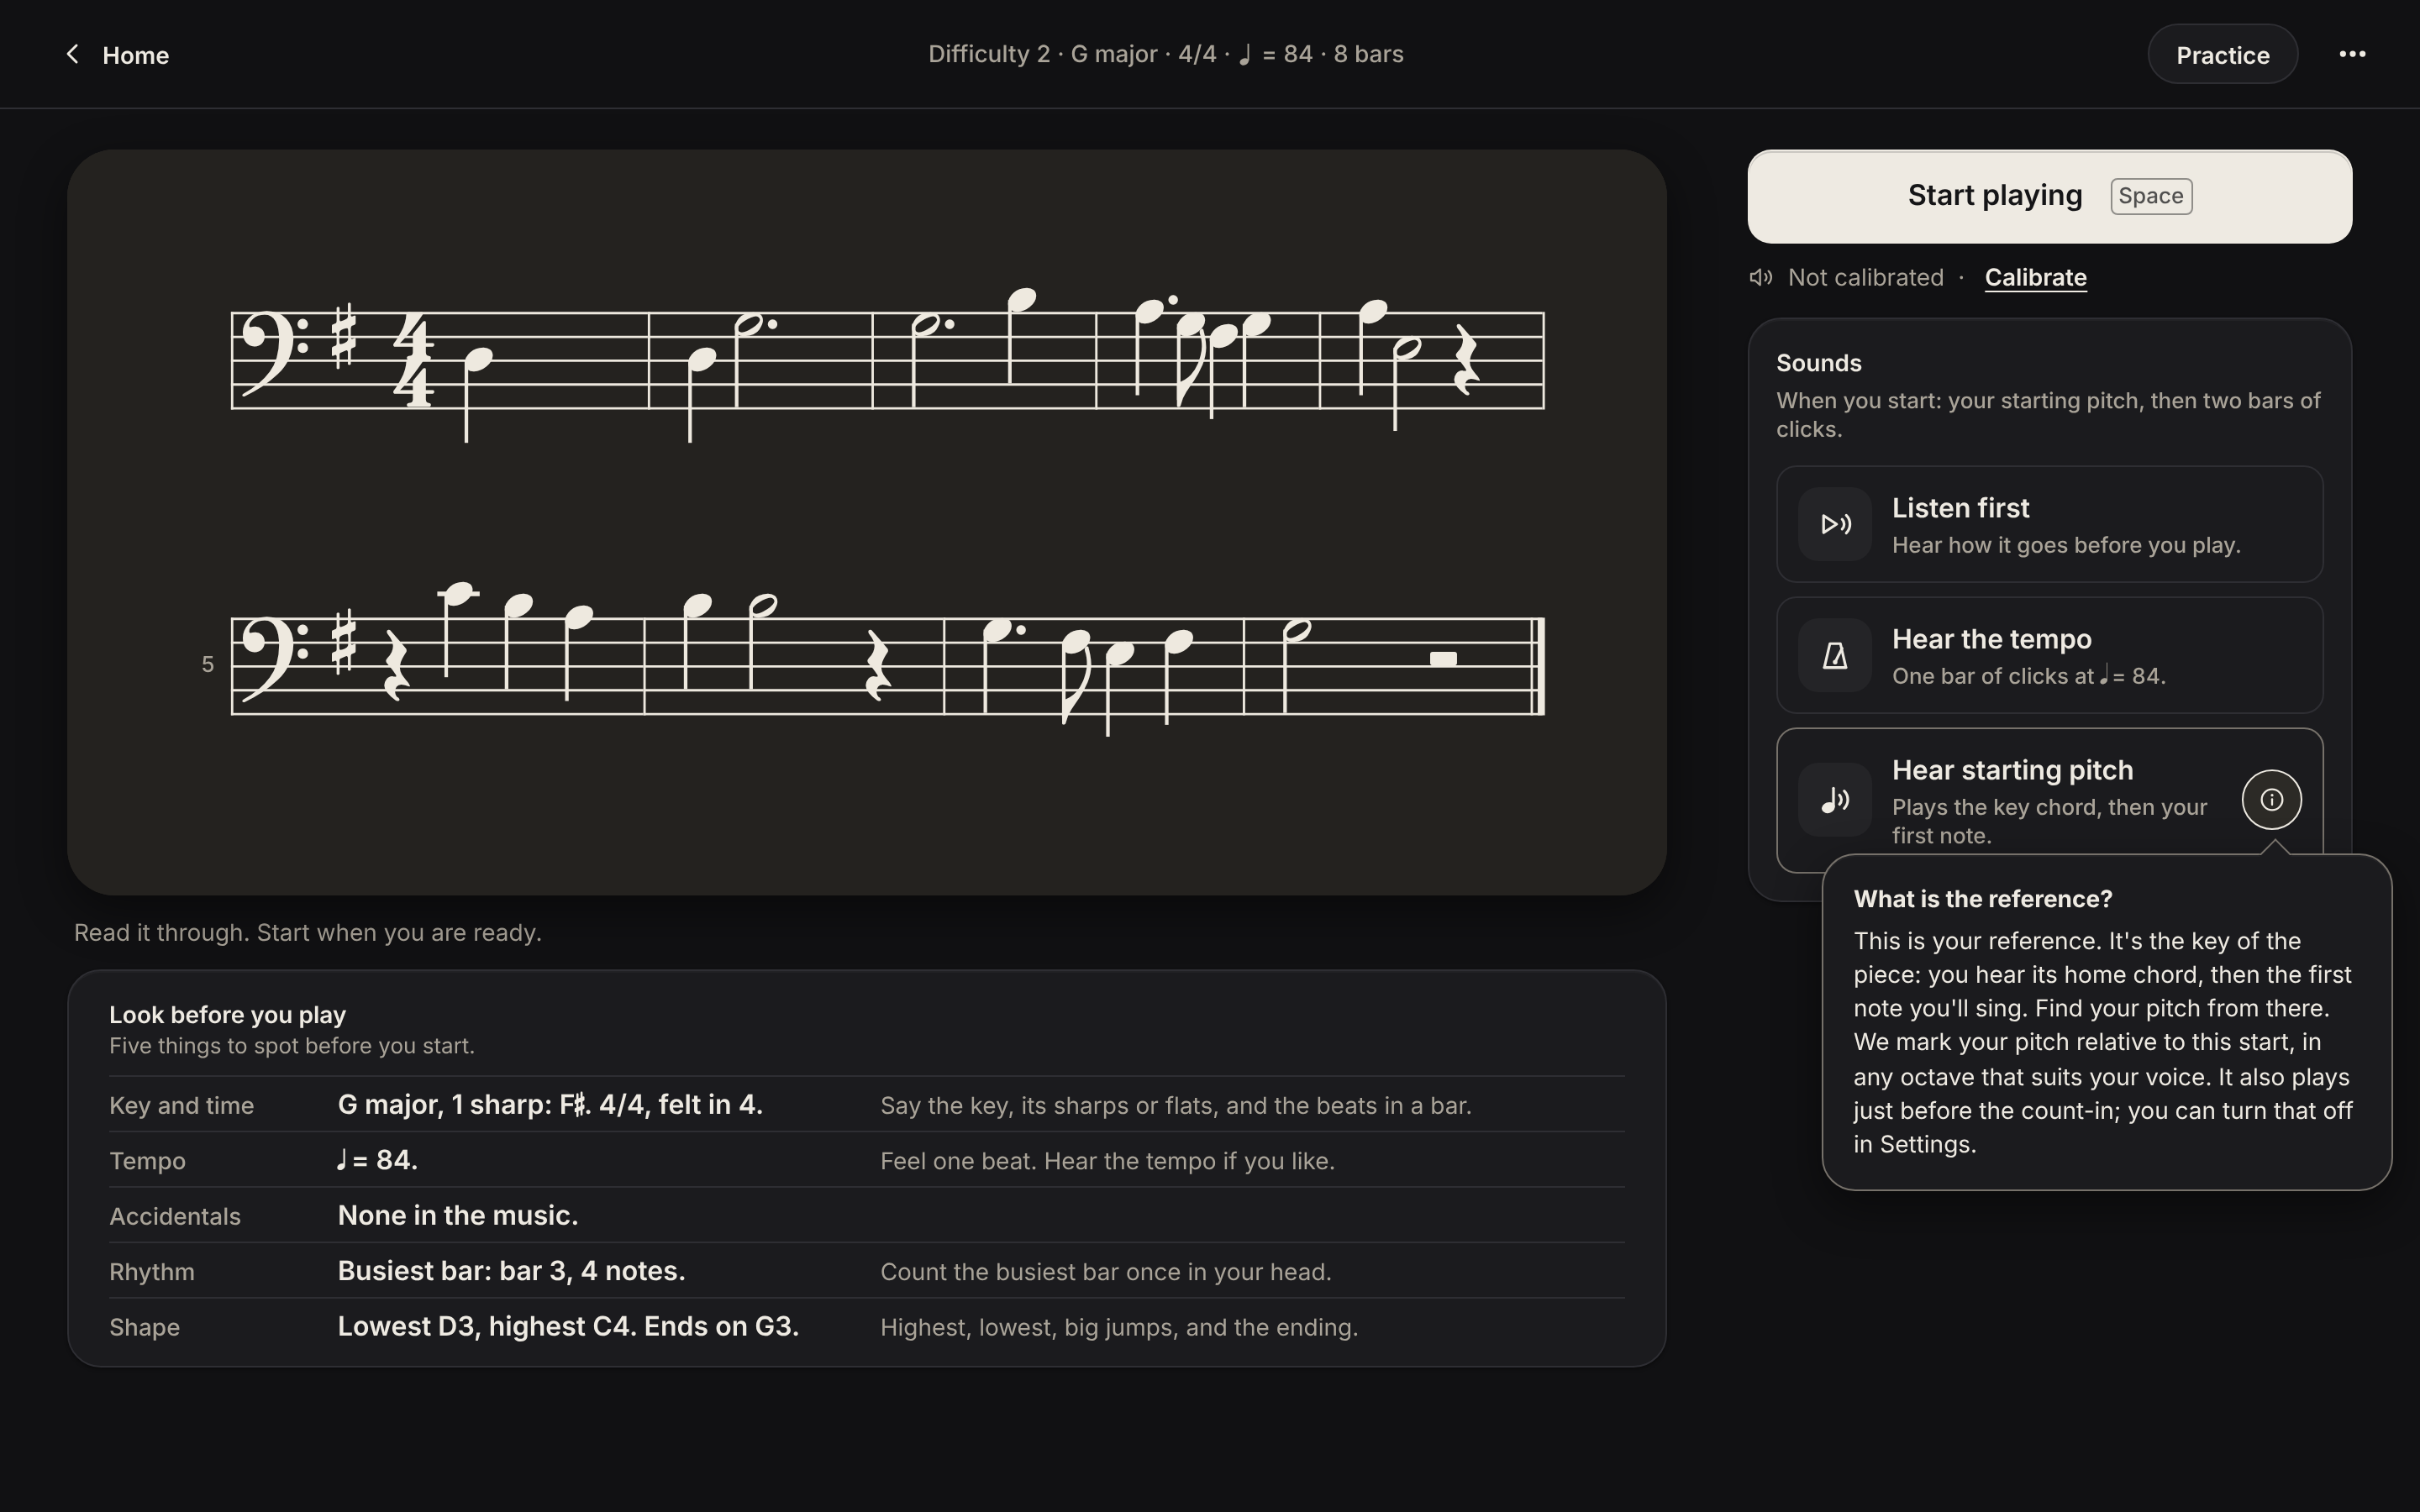 Home
Difficulty 2 · G major · 4/4 · ♩ = 84 · 8 bars
Practice
Start playing Space
Not calibrated · Calibrate
Sounds
When you start: your starting pitch, then two bars of
clicks.
Listen first
Hear how it goes before you play.
Hear the tempo
One bar of clicks at ♩ = 84.
Hear starting pitch
Plays the key chord, then your
first note.
What is the reference?
This is your reference. It's the key of the
piece: you hear its home chord, then the first
note you'll sing. Find your pitch from there.
We mark your pitch relative to this start, in
any octave that suits your voice. It also plays
just before the count-in; you can turn that off
in Settings.
4
4
5
Read it through. Start when you are ready.
Look before you play
Five things to spot before you start.
Key and time G major, 1 sharp: F♯. 4/4, felt in 4. Say the key, its sharps or flats, and the beats in a bar.
Tempo ♩ = 84. Feel one beat. Hear the tempo if you like.
Accidentals None in the music.
Rhythm Busiest bar: bar 3, 4 notes. Count the busiest bar once in your head.
Shape Lowest D3, highest C4. Ends on G3. Highest, lowest, big jumps, and the ending.